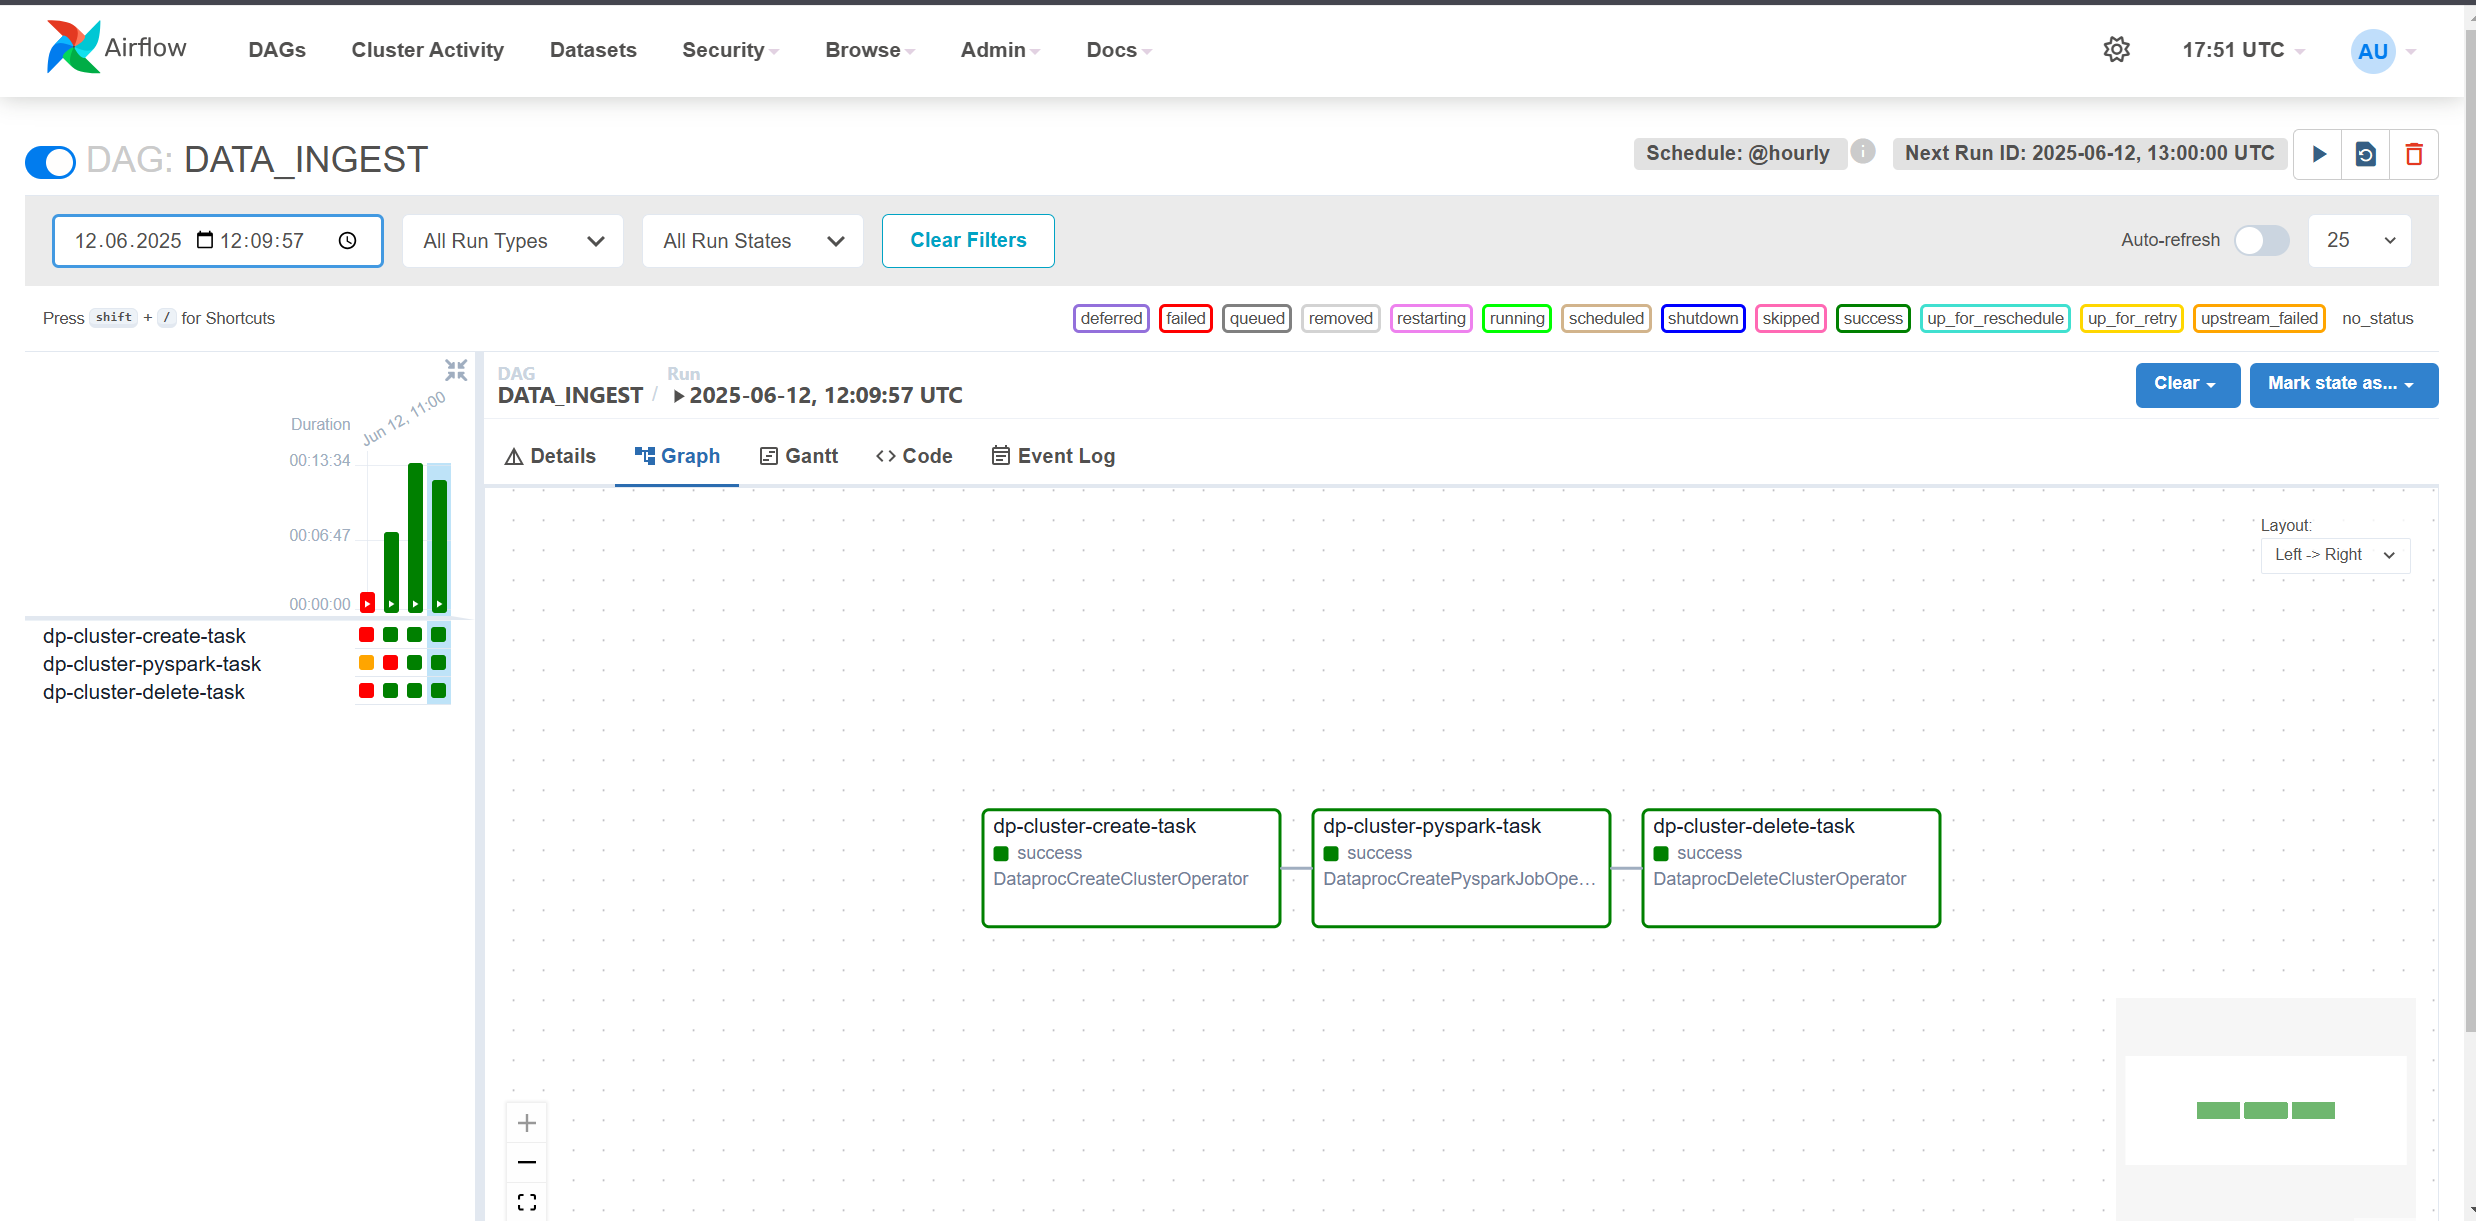 Airflow DAGs Cluster Activity Datasets Security Browse Admin Docs 17:51 UTC AU
DAG: DATA_INGEST Schedule: @hourly Next Run ID: 2025-06-12, 13:00:00 UTC
12.06.2025 12:09:57 All Run Types All Run States Clear Filters Auto-refresh 25
Press shift + / for Shortcuts deferred failed queued removed restarting running scheduled shutdown skipped success up_for_reschedule up_for_retry upstream_failed no_status
Duration
Jun 12, 11:00
00:13:34
00:06:47
00:00:00
dp-cluster-create-task
dp-cluster-pyspark-task
dp-cluster-delete-task
DAG Run
DATA_INGEST / 2025-06-12, 12:09:57 UTC Clear Mark state as...
Details Graph Gantt Code Event Log
Layout:
Left -> Right
dp-cluster-create-task
success
DataprocCreateClusterOperator
dp-cluster-pyspark-task
success
DataprocCreatePysparkJobOpe...
dp-cluster-delete-task
success
DataprocDeleteClusterOperator